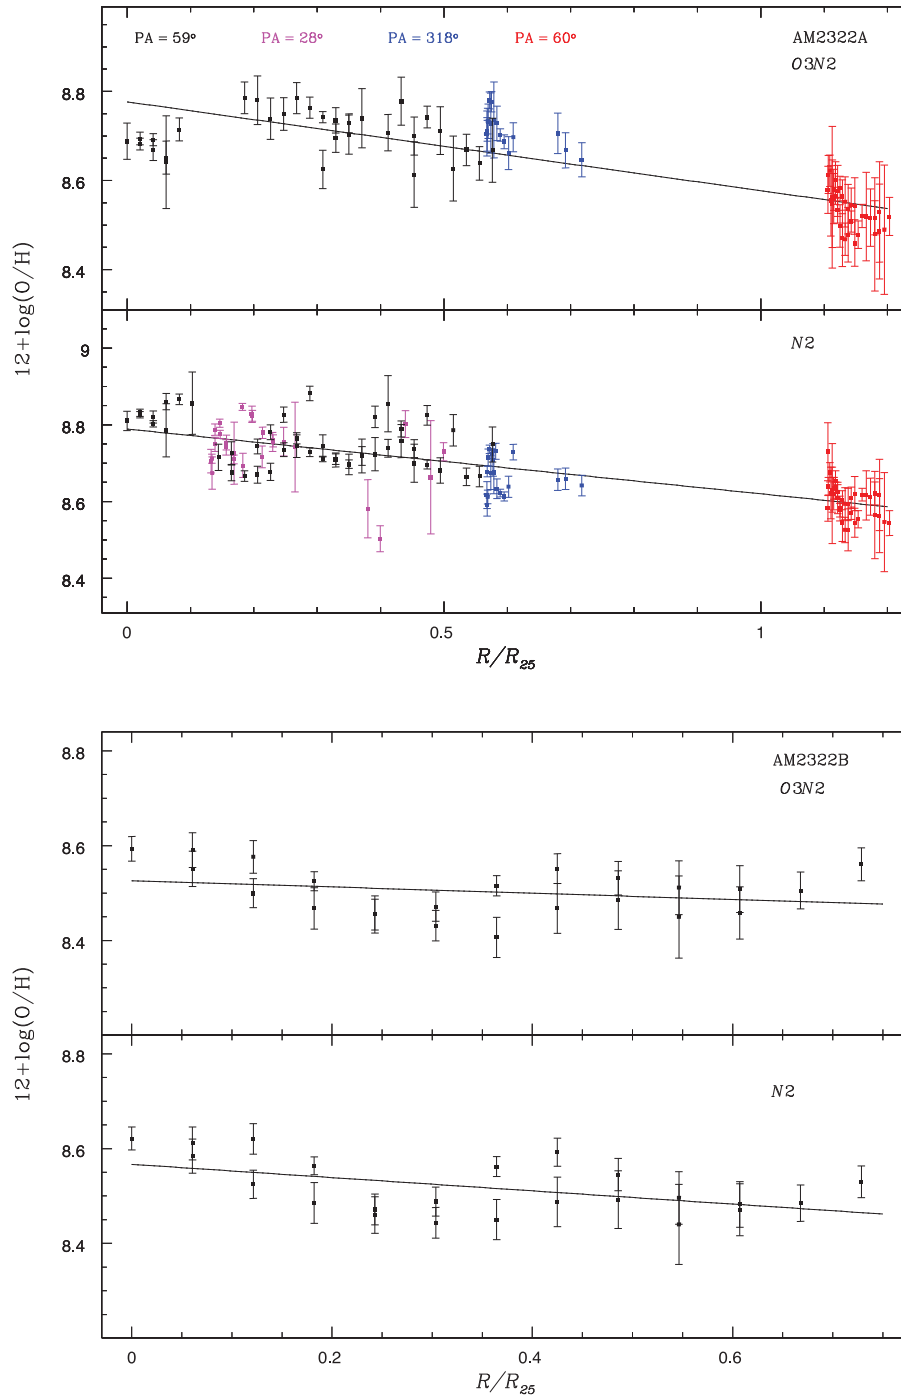 PA = 59° PA = 28° PA = 318° PA = 60° AM2322A
O3N2
8.8
8.6
8.4
12+log(O/H)
N2
9
8.8
8.6
8.4
0 0.5 1
R/R25
AM2322B
O3N2
8.8
8.6
8.4
12+log(O/H)
N2
8.8
8.6
8.4
0 0.2 0.4 0.6
R/R25